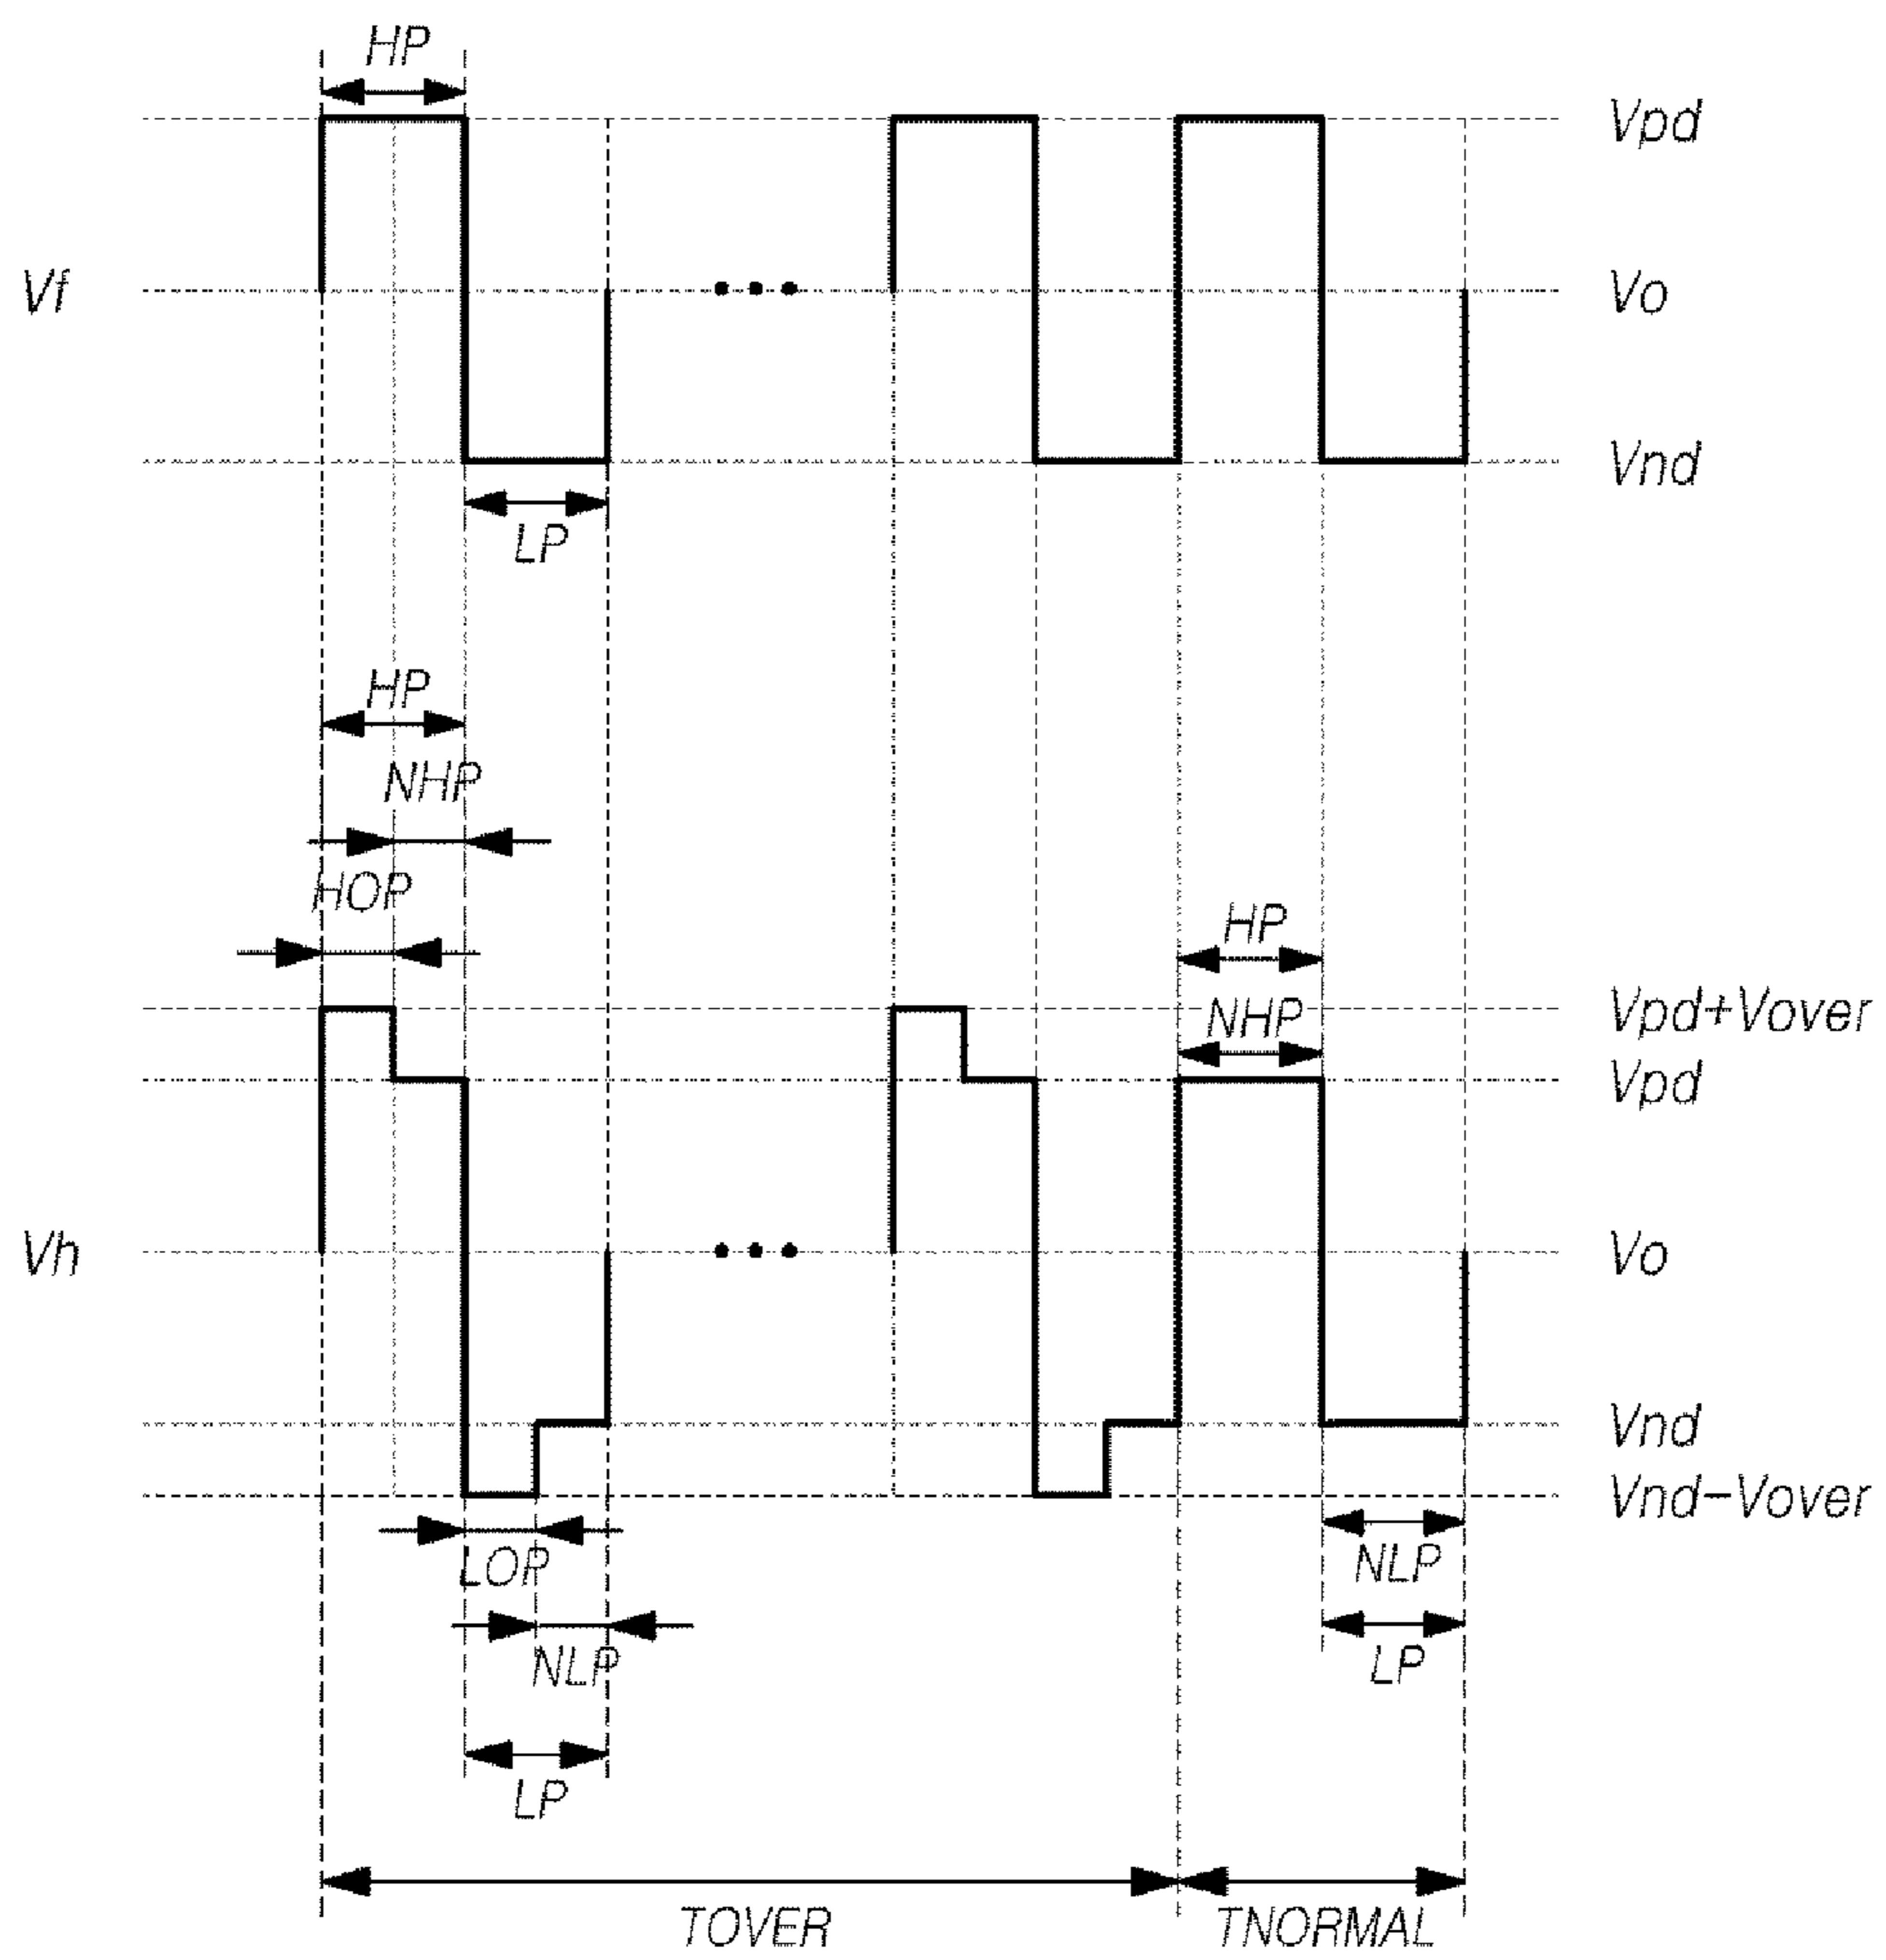 HP
Vpd
Vf
Vo
Vnd
LP
HP
NHP
HOP
HP
NHP
Vpd+Vover
Vpd
Vh
Vo
Vnd
Vnd-Vover
LOP
NLP
NLP
LP
LP
TOVER
TNORMAL